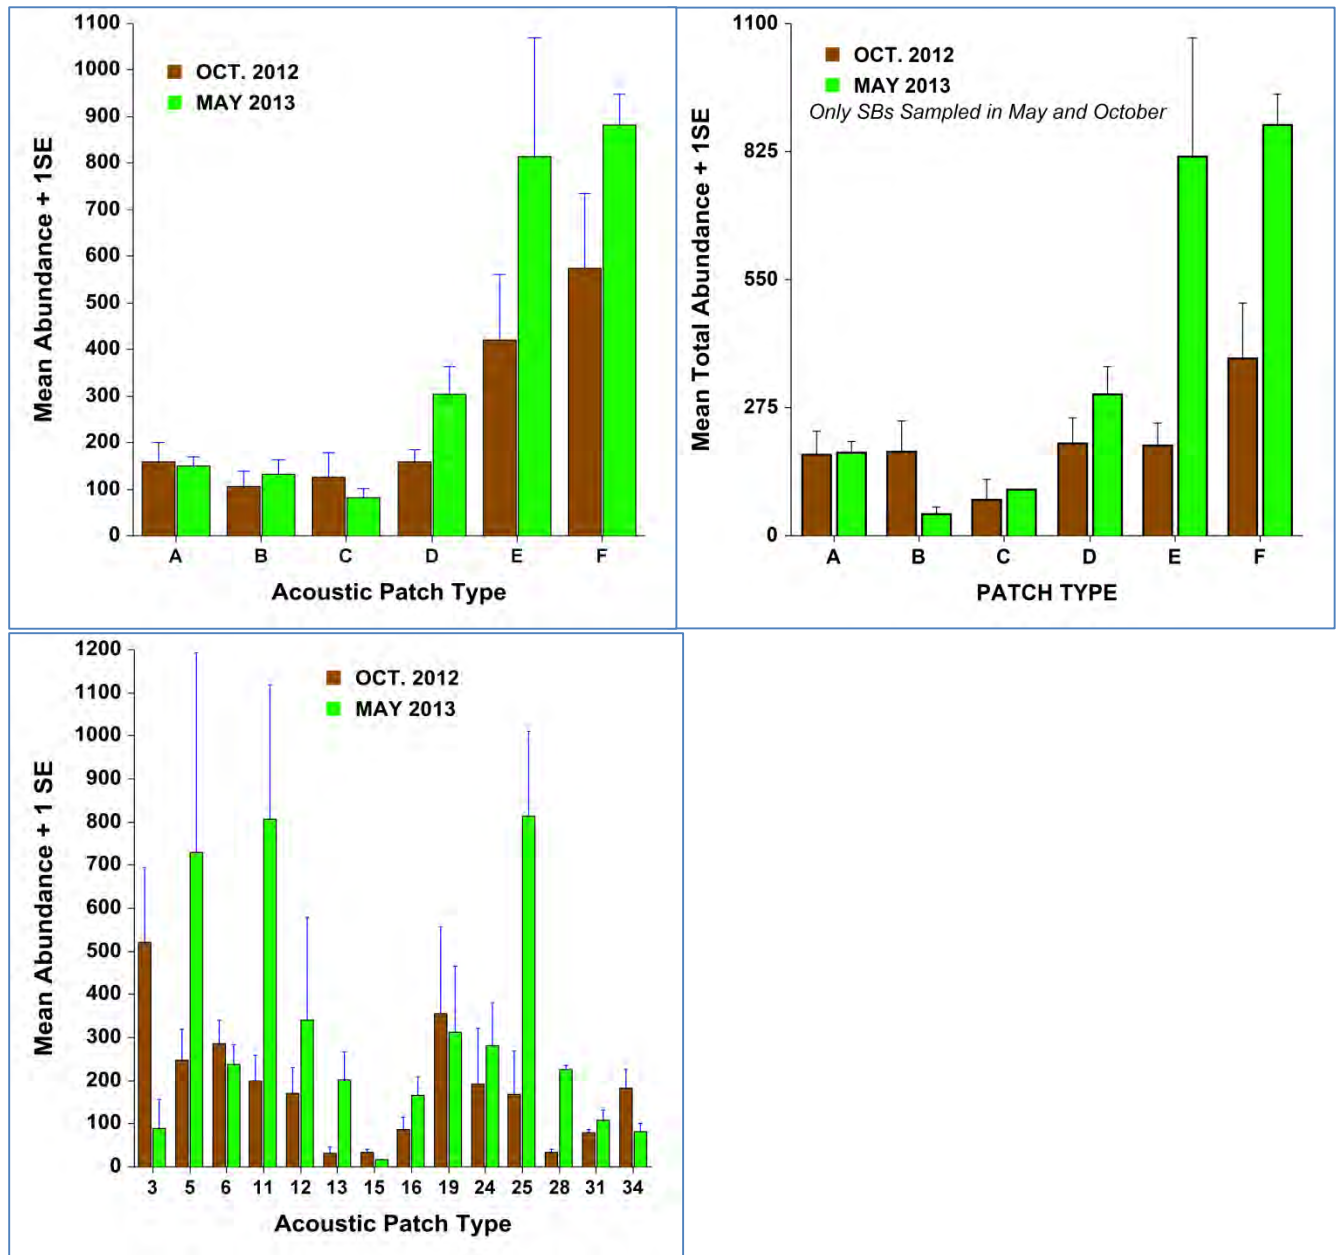 Mean Abundance + 1SE
1100
1000
900
800
700
600
500
400
300
200
100
0
OCT. 2012
MAY 2013
A B C D E F
Acoustic Patch Type
Mean Total Abundance + 1SE
1100
825
550
275
0
OCT. 2012
MAY 2013
Only SBs Sampled in May and October
A B C D E F
PATCH TYPE
Mean Abundance + 1 SE
1200
1100
1000
900
800
700
600
500
400
300
200
100
0
OCT. 2012
MAY 2013
3 5 6 11 12 13 15 16 19 24 25 28 31 34
Acoustic Patch Type